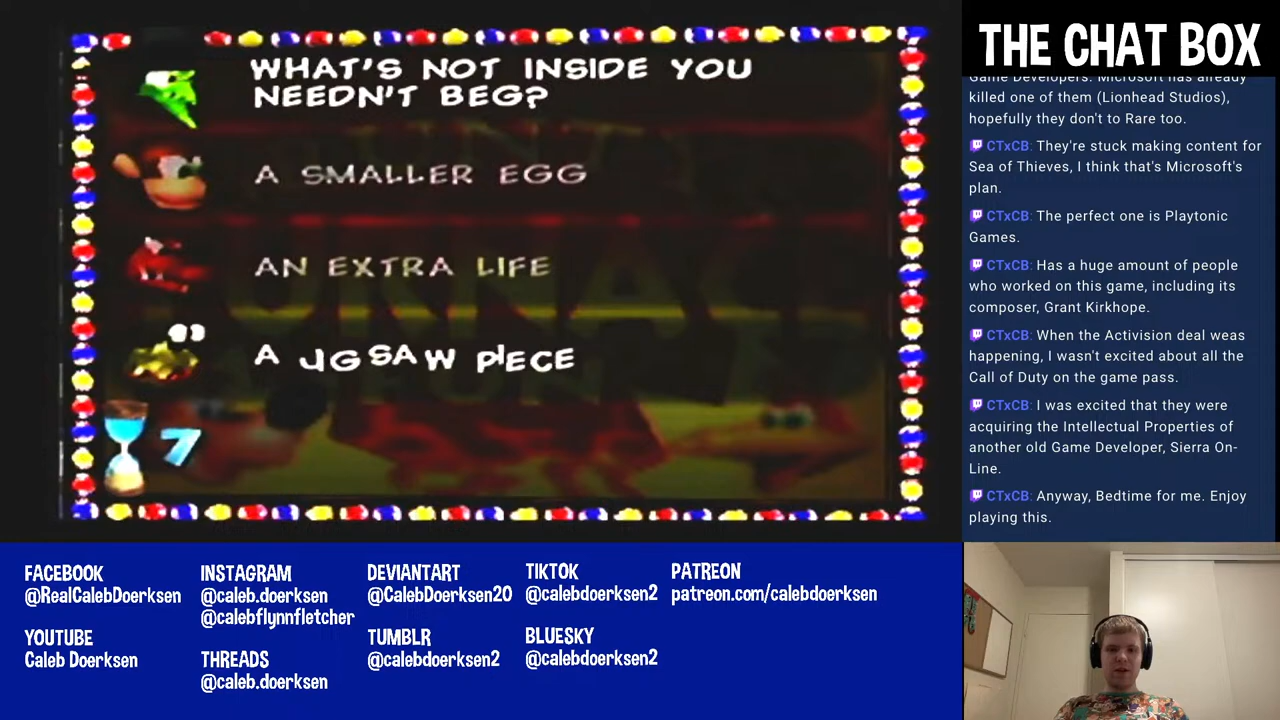 WHAT'S NOT INSIDE YOU
NEEDN'T BEG?
A SMALLER EGG
AN EXTRA LIFE
A JIGSAW PIECE
7
THE CHAT BOX
Game Developers. Microsoft has already
killed one of them (Lionhead Studios),
hopefully they don't to Rare too.
CTxCB: They're stuck making content for
Sea of Thieves, I think that's Microsoft's
plan.
CTxCB: The perfect one is Playtonic
Games.
CTxCB: Has a huge amount of people
who worked on this game, including its
composer, Grant Kirkhope.
CTxCB: When the Activision deal weas
happening, I wasn't excited about all the
Call of Duty on the game pass.
CTxCB: I was excited that they were
acquiring the Intellectual Properties of
another old Game Developer, Sierra On-
Line.
CTxCB: Anyway, Bedtime for me. Enjoy
playing this.
FACEBOOK
@RealCalebDoerksen
YOUTUBE
Caleb Doerksen
INSTAGRAM
@caleb.doerksen
@calebflynnfletcher
THREADS
@caleb.doerksen
DEVIANTART
@CalebDoerksen20
TUMBLR
@calebdoerksen2
TIKTOK
@calebdoerksen2
BLUESKY
@calebdoerksen2
PATREON
patreon.com/calebdoerksen